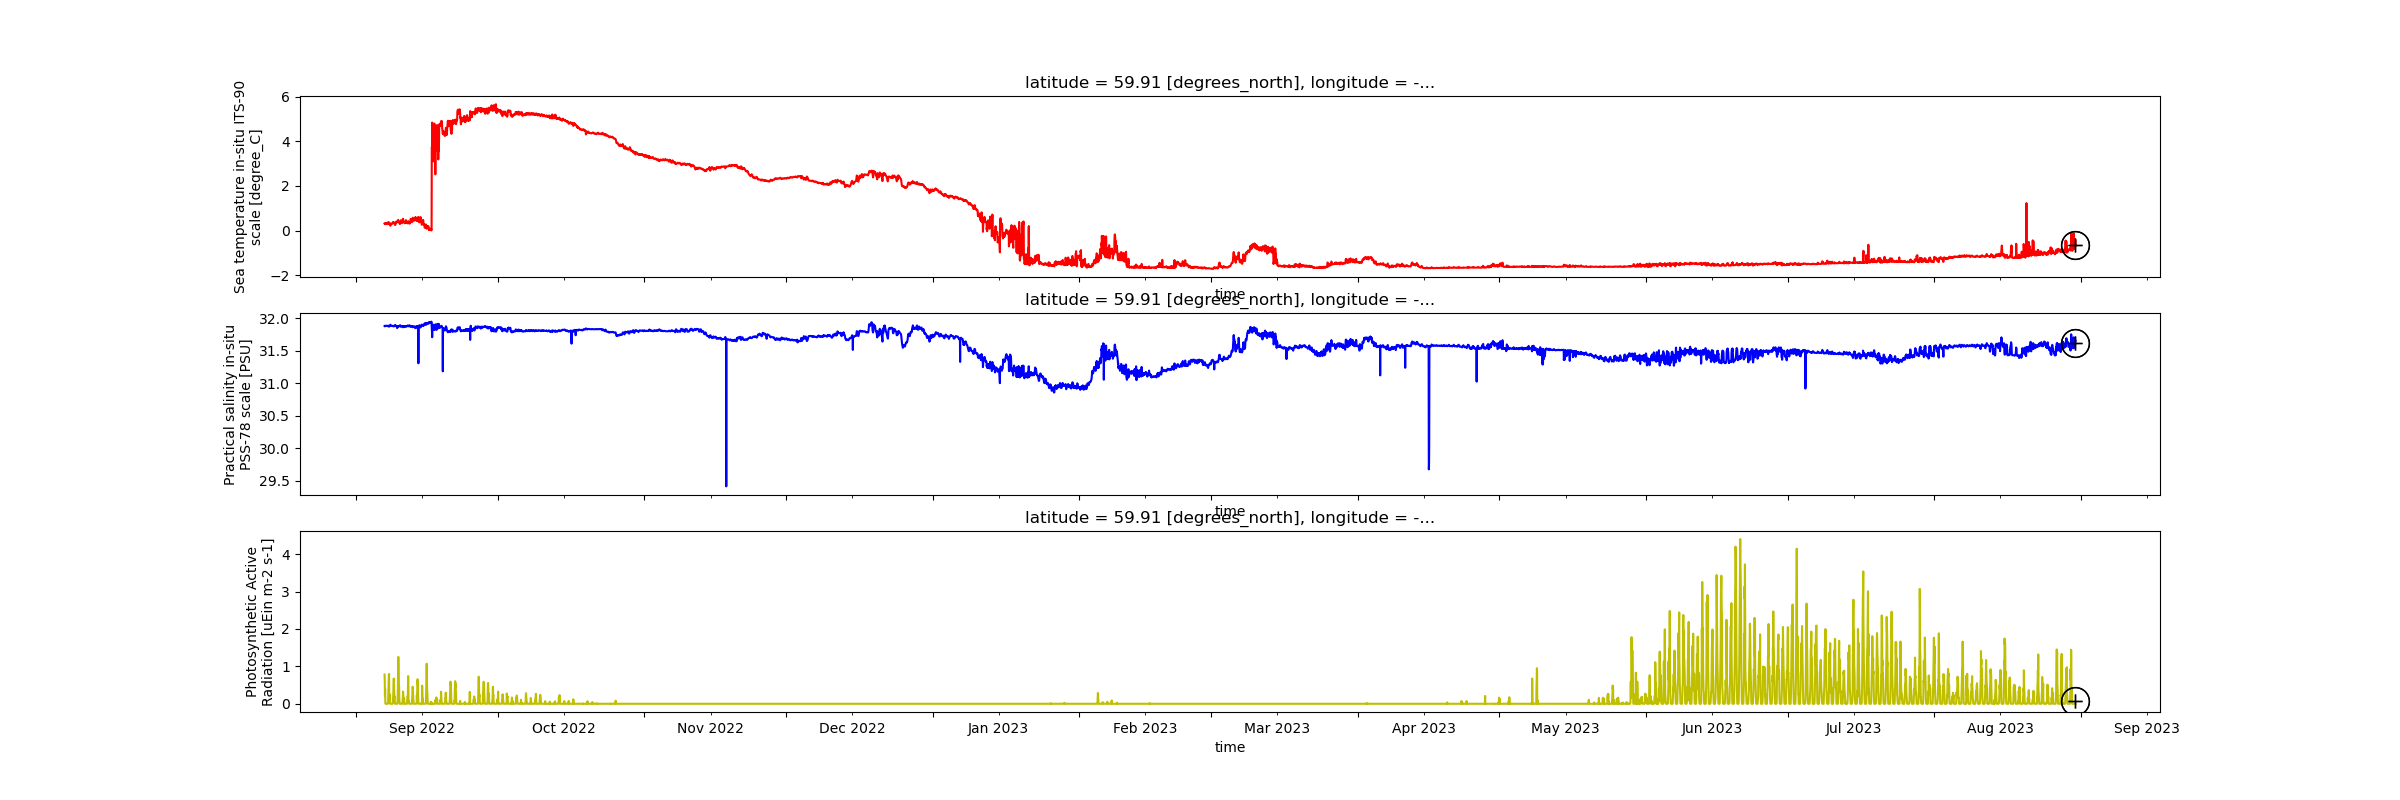 latitude = 59.91 [degrees_north], longitude = -...
Sea temperature in-situ ITS-90
scale [degree_C]
6
4
2
0
−2
time
latitude = 59.91 [degrees_north], longitude = -...
Practical salinity in-situ
PSS-78 scale [PSU]
32.0
31.5
31.0
30.5
30.0
29.5
time
latitude = 59.91 [degrees_north], longitude = -...
Photosynthetic Active
Radiation [uEin m-2 s-1]
4
3
2
1
0
Sep 2022 Oct 2022 Nov 2022 Dec 2022 Jan 2023 Feb 2023 Mar 2023 Apr 2023 May 2023 Jun 2023 Jul 2023 Aug 2023 Sep 2023
time